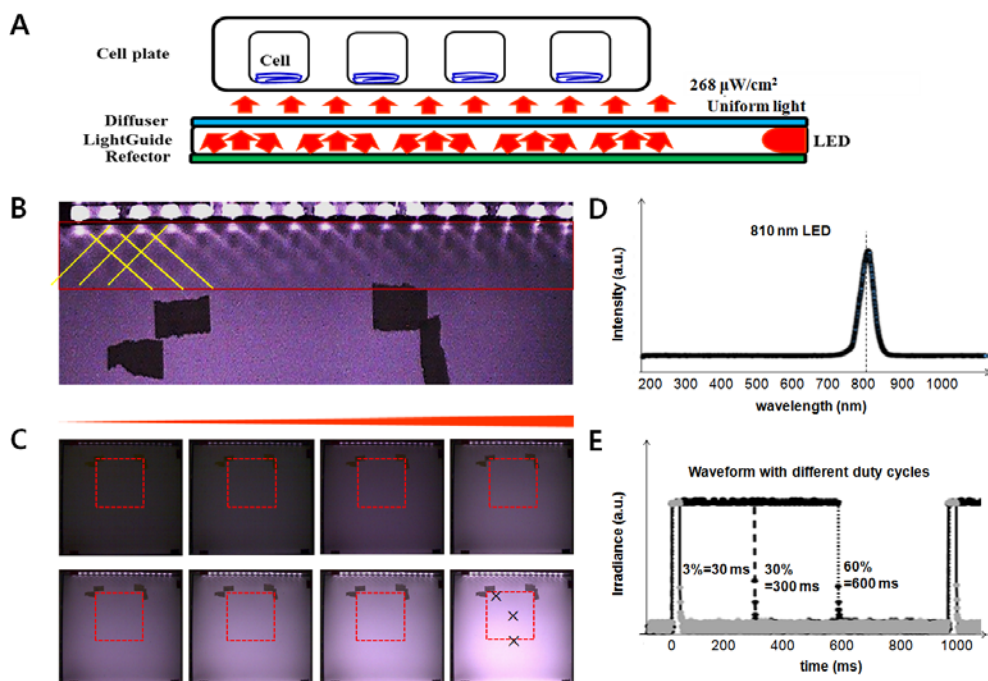 A
Cell plate
Cell
268 μW/cm²
Uniform light
Diffuser
LightGuide
Refector
LED
B
C
D
810 nm LED
Intensity (a.u.)
200 300 400 500 600 700 800 900 1000
wavelength (nm)
E
Waveform with different duty cycles
Irradiance (a.u.)
3%=30 ms
30%
=300 ms
60%
=600 ms
0 200 400 600 800 1000
time (ms)